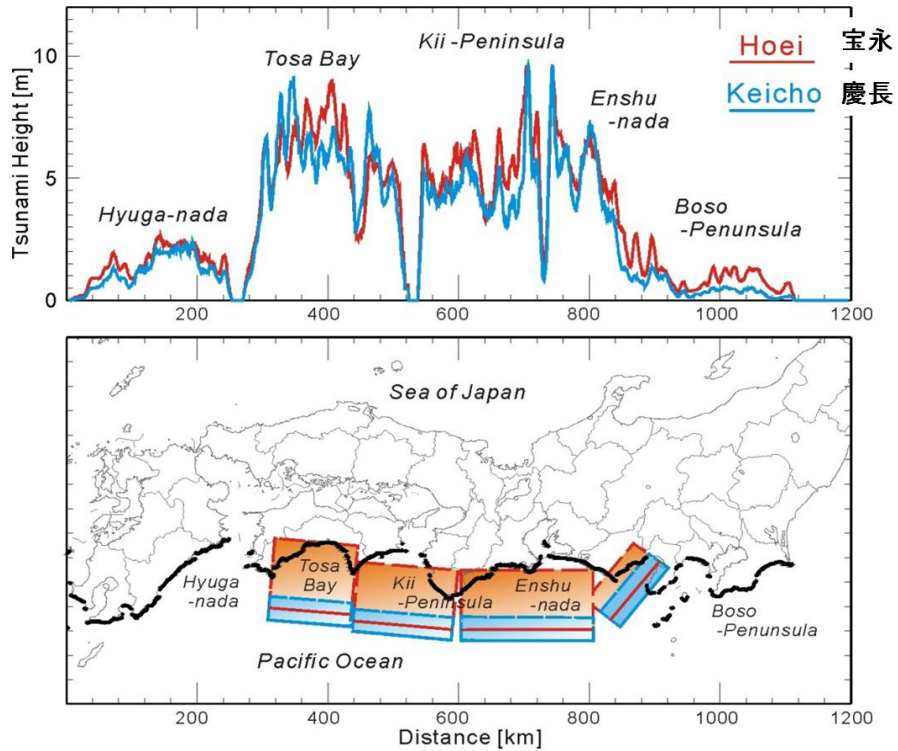 10
5
0
Tsunami Height [m]
Hyuga-nada
Tosa Bay
Kii -Peninsula
Enshu
-nada
Boso
-Penunsula
Hoei 宝永
Keicho 慶長
200 400 600 800 1000 1200
Sea of Japan
Hyuga
-nada
Tosa
Bay
Kii
-Peninsula
Enshu
-nada
Boso
-Penunsula
Pacific Ocean
200 400 600 800 1000 1200
Distance [km]